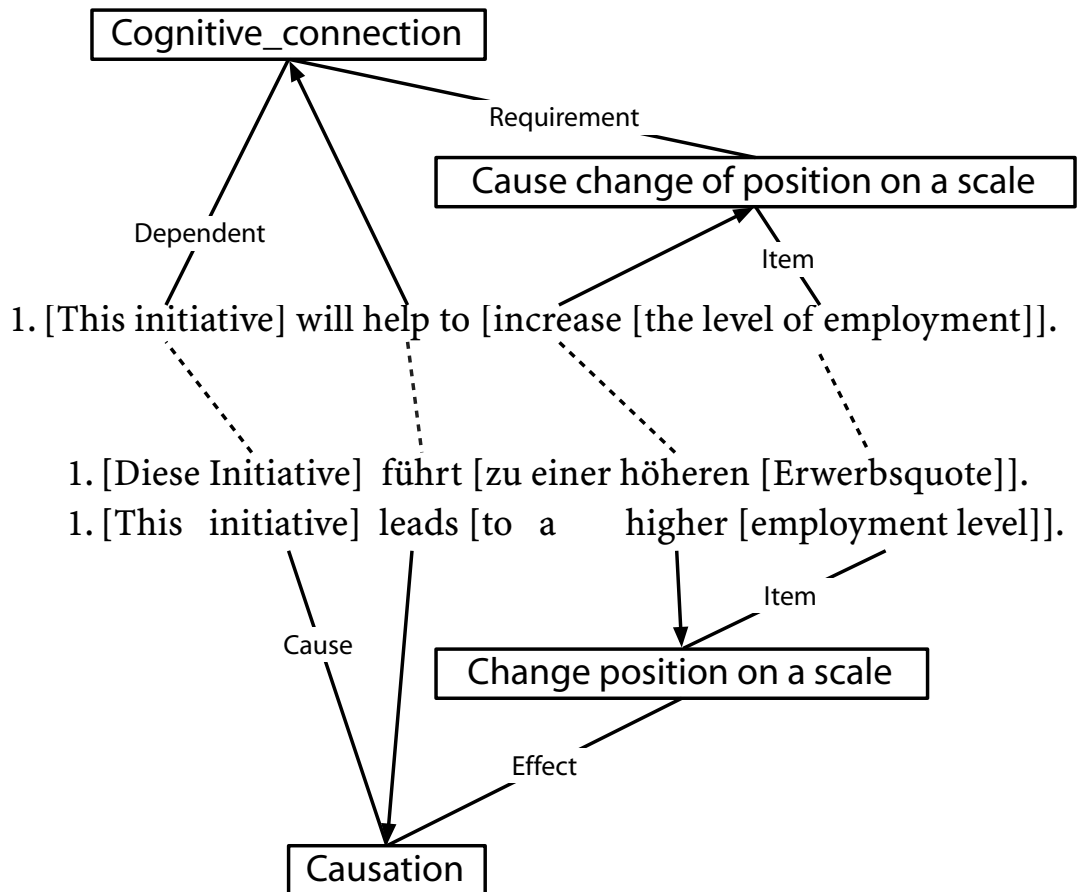 Cognitive_connection
Requirement
Cause change of position on a scale
Dependent
Item
1. [This initiative] will help to [increase [the level of employment]].
1. [Diese Initiative] führt [zu einer höheren [Erwerbsquote]].
1. [This initiative] leads [to a higher [employment level]].
Item
Cause
Change position on a scale
Effect
Causation